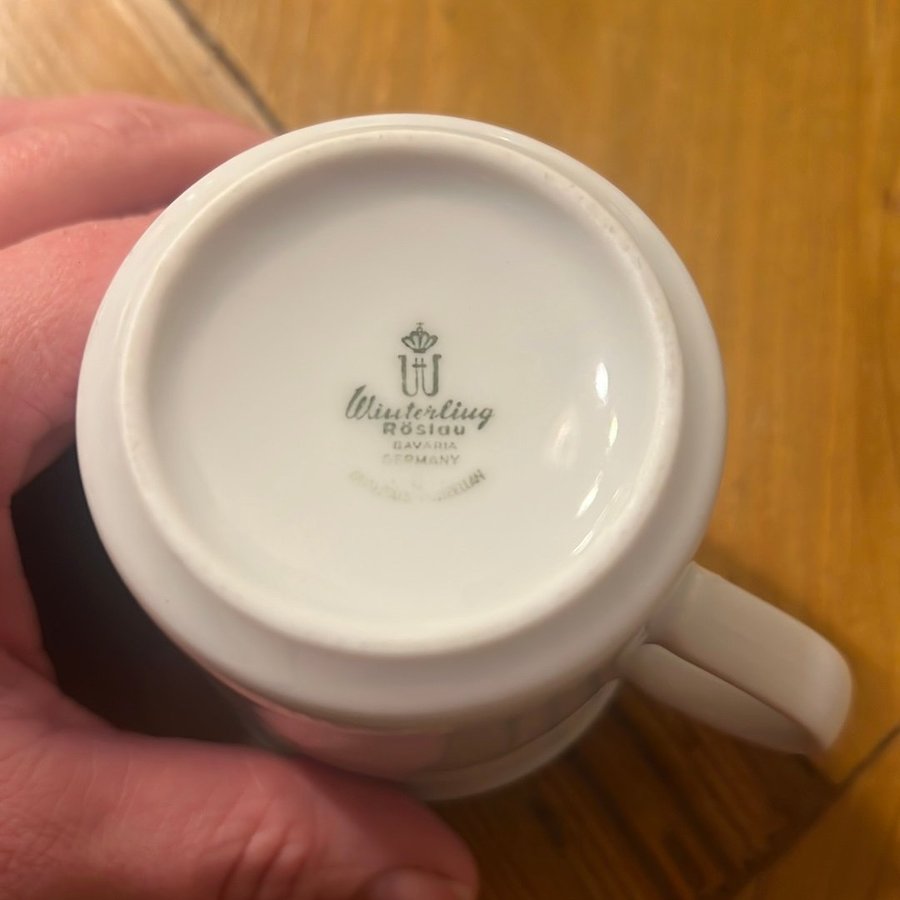 Winterling
Röslau
BAVARIA
GERMANY